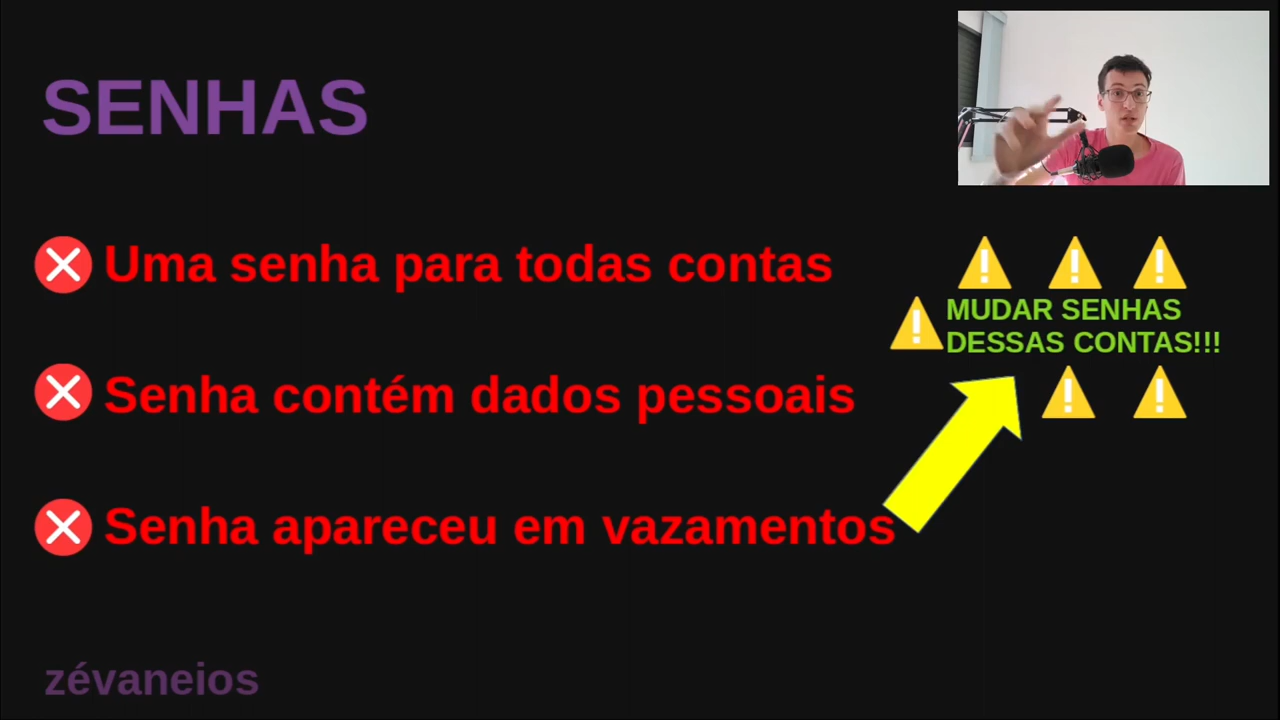 SENHAS
Uma senha para todas contas
MUDAR SENHAS
DESSAS CONTAS!!!
Senha contém dados pessoais
Senha apareceu em vazamentos
zévaneios